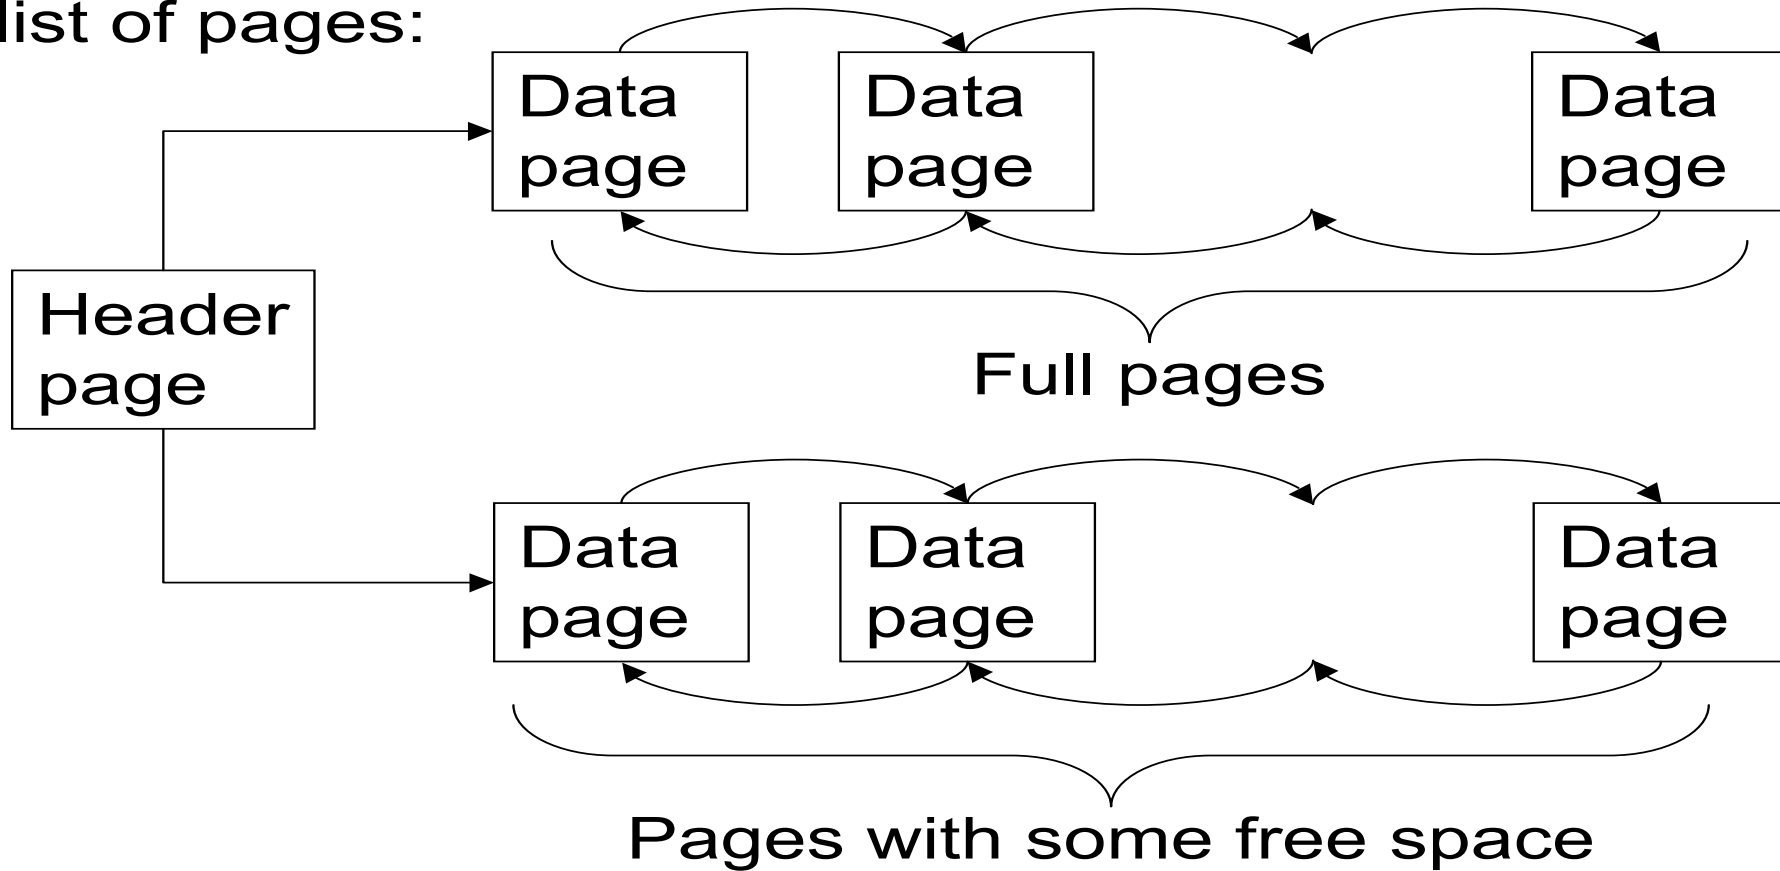 list of pages:
Data
page
Data
page
Data
page
Header
page
Full pages
Data
page
Data
page
Data
page
Pages with some free space